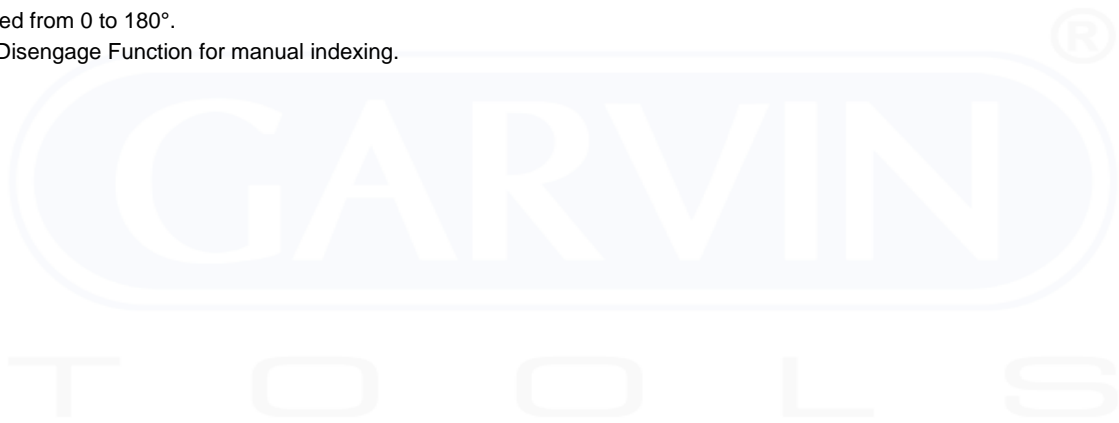 ed from 0 to 180°.
Disengage Function for manual indexing.
GARVIN
®
TOOLS